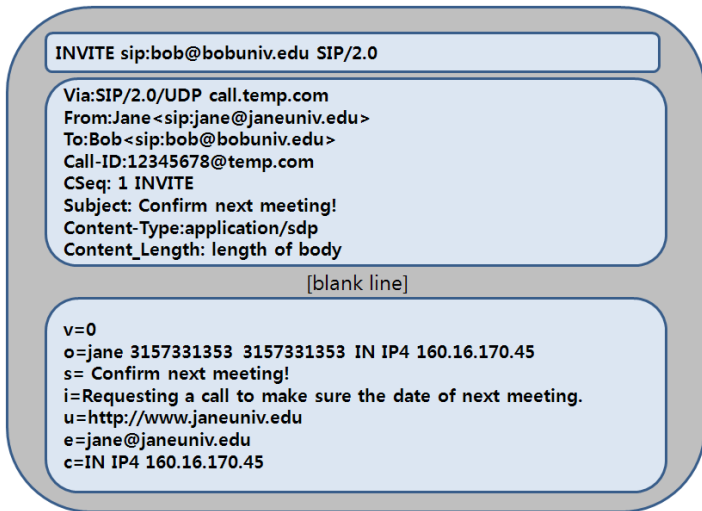 INVITE sip:bob@bobuniv.edu SIP/2.0
Via:SIP/2.0/UDP call.temp.com
From:Jane<sip:jane@janeuniv.edu>
To:Bob<sip:bob@bobuniv.edu>
Call-ID:12345678@temp.com
CSeq: 1 INVITE
Subject: Confirm next meeting!
Content-Type:application/sdp
Content_Length: length of body
[blank line]
v=0
o=jane 3157331353 3157331353 IN IP4 160.16.170.45
s= Confirm next meeting!
i=Requesting a call to make sure the date of next meeting.
u=http://www.janeuniv.edu
e=jane@janeuniv.edu
c=IN IP4 160.16.170.45